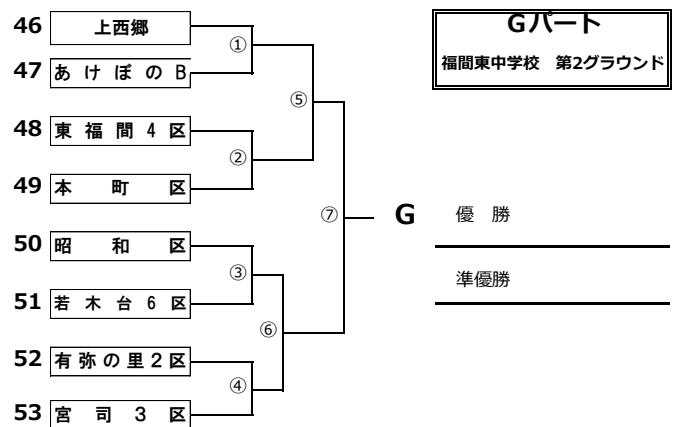 46 上西郷
①
47 あけぼのB
⑤
48 東福間4区
②
49 本町区
⑦
50 昭和区
③
51 若木台6区
⑥
52 有弥の里2区
④
53 宮司3区
Gパート
福間東中学校 第2グラウンド
G 優 勝
準優勝